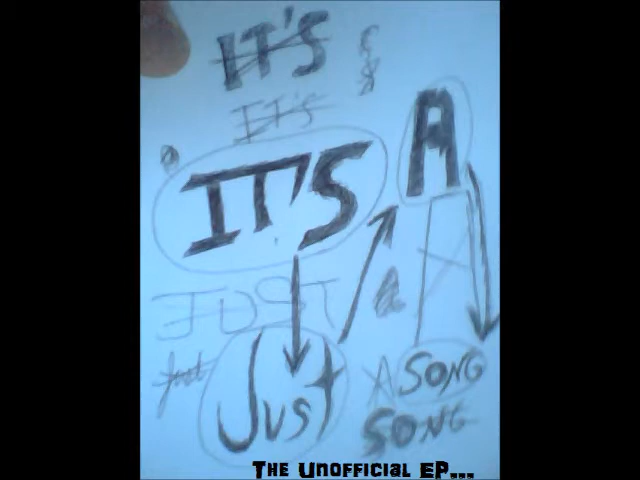 IT'S
IT'S
IT'S
A
JUST
a
Just
JUST
A SONG
SONG
THE UNOFFICIAL EP...